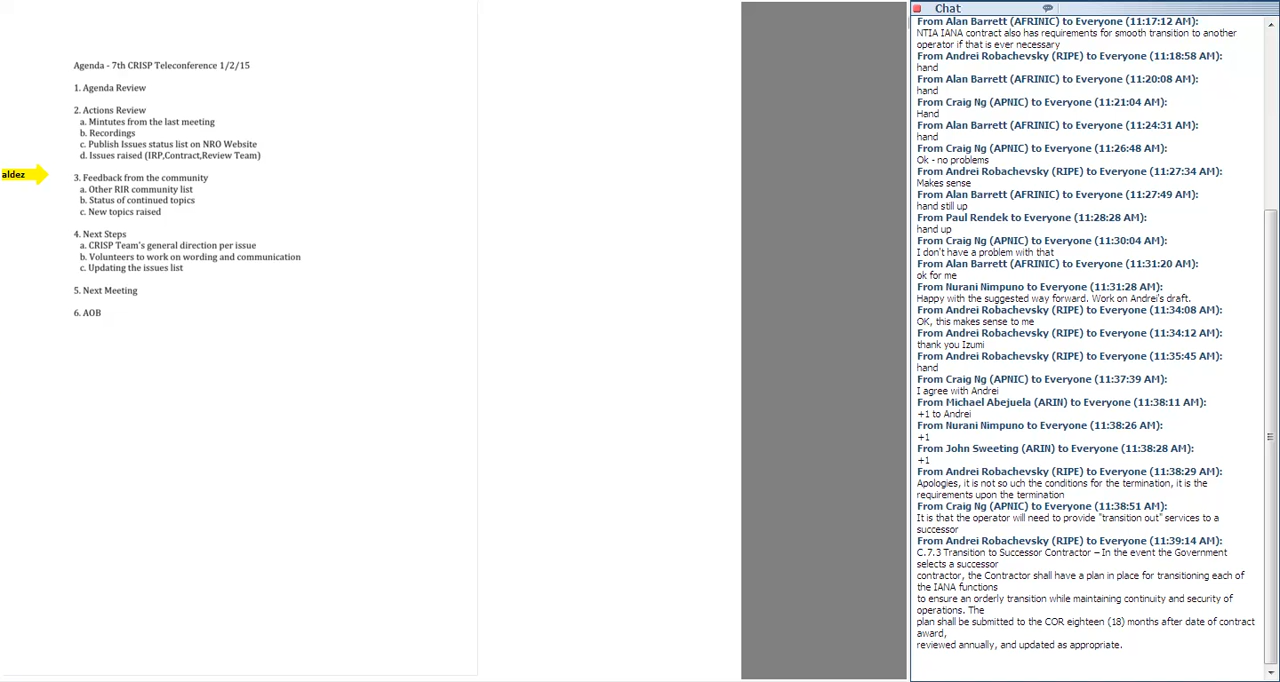 Agenda - 7th CRISP Teleconference 1/2/15
1. Agenda Review
2. Actions Review
a. Mintutes from the last meeting
b. Recordings
c. Publish Issues status list on NRO Website
d. Issues raised (IRP,Contract,Review Team)
aldez
3. Feedback from the community
a. Other RIR community list
b. Status of continued topics
c. New topics raised
4. Next Steps
a. CRISP Team's general direction per issue
b. Volunteers to work on wording and communication
c. Updating the issues list
5. Next Meeting
6. AOB
Chat
From Alan Barrett (AFRINIC) to Everyone (11:17:12 AM):
NTIA IANA contract also has requirements for smooth transition to another
operator if that is ever necessary
From Andrei Robachevsky (RIPE) to Everyone (11:18:58 AM):
hand
From Alan Barrett (AFRINIC) to Everyone (11:20:08 AM):
hand
From Craig Ng (APNIC) to Everyone (11:21:04 AM):
Hand
From Alan Barrett (AFRINIC) to Everyone (11:24:31 AM):
hand
From Craig Ng (APNIC) to Everyone (11:26:48 AM):
Ok - no problems
From Andrei Robachevsky (RIPE) to Everyone (11:27:34 AM):
Makes sense
From Alan Barrett (AFRINIC) to Everyone (11:27:49 AM):
hand still up
From Paul Rendek to Everyone (11:28:28 AM):
hand up
From Craig Ng (APNIC) to Everyone (11:30:04 AM):
I don't have a problem with that
From Alan Barrett (AFRINIC) to Everyone (11:31:20 AM):
ok for me
From Nurani Nimpuno to Everyone (11:31:28 AM):
Happy with the suggested way forward. Work on Andrei's draft.
From Andrei Robachevsky (RIPE) to Everyone (11:34:08 AM):
OK, this makes sense to me
From Andrei Robachevsky (RIPE) to Everyone (11:34:12 AM):
thank you Izumi
From Andrei Robachevsky (RIPE) to Everyone (11:35:45 AM):
hand
From Craig Ng (APNIC) to Everyone (11:37:39 AM):
I agree with Andrei
From Michael Abejuela (ARIN) to Everyone (11:38:11 AM):
+1 to Andrei
From Nurani Nimpuno to Everyone (11:38:26 AM):
+1
From John Sweeting (ARIN) to Everyone (11:38:28 AM):
+1
From Andrei Robachevsky (RIPE) to Everyone (11:38:29 AM):
Apologies, it is not so uch the conditions for the termination, it is the
requirements upon the termination
From Craig Ng (APNIC) to Everyone (11:38:51 AM):
It is that the operator will need to provide "transition out" services to a
successor
From Andrei Robachevsky (RIPE) to Everyone (11:39:14 AM):
C.7.3 Transition to Successor Contractor – In the event the Government
selects a successor
contractor, the Contractor shall have a plan in place for transitioning each of
the IANA functions
to ensure an orderly transition while maintaining continuity and security of
operations. The
plan shall be submitted to the COR eighteen (18) months after date of contract
award,
reviewed annually, and updated as appropriate.